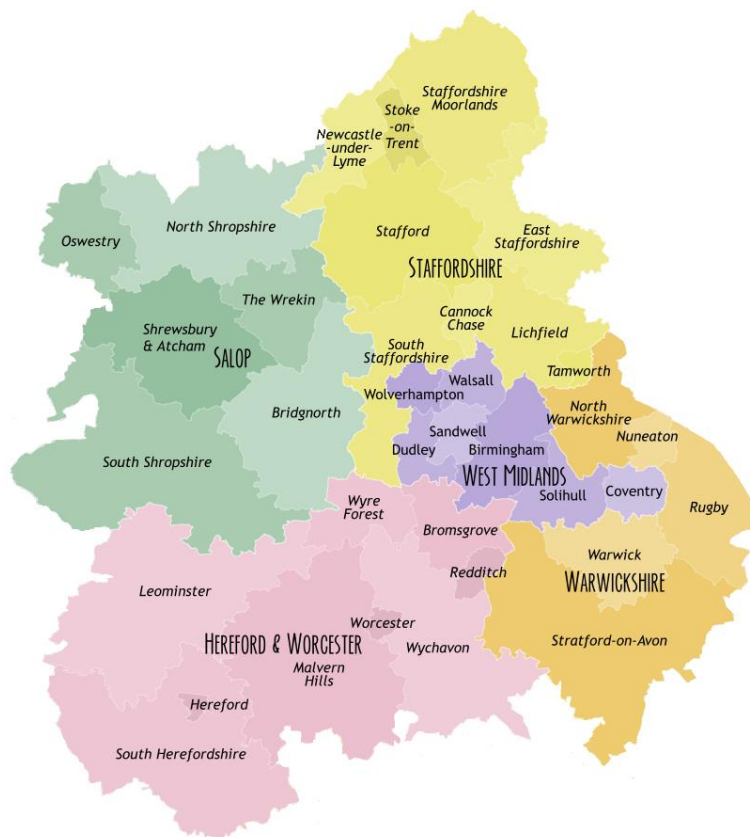 Staffordshire
Moorlands
Stoke
-on-
Trent
Newcastle
-under-
Lyme
North Shropshire
Oswestry
Stafford
East
Staffordshire
STAFFORDSHIRE
The Wrekin
Cannock
Chase
Lichfield
Shrewsbury
& Atcham
SALOP
South
Staffordshire
Tamworth
Walsall
Wolverhampton
North
Warwickshire
Bridgnorth
Sandwell
Nuneaton
Dudley
Birmingham
South Shropshire
WEST MIDLANDS
Solihull
Coventry
Rugby
Wyre
Forest
Bromsgrove
Warwick
Redditch
WARWICKSHIRE
Leominster
Worcester
Stratford-on-Avon
HEREFORD & WORCESTER
Wychavon
Malvern
Hills
Hereford
South Herefordshire